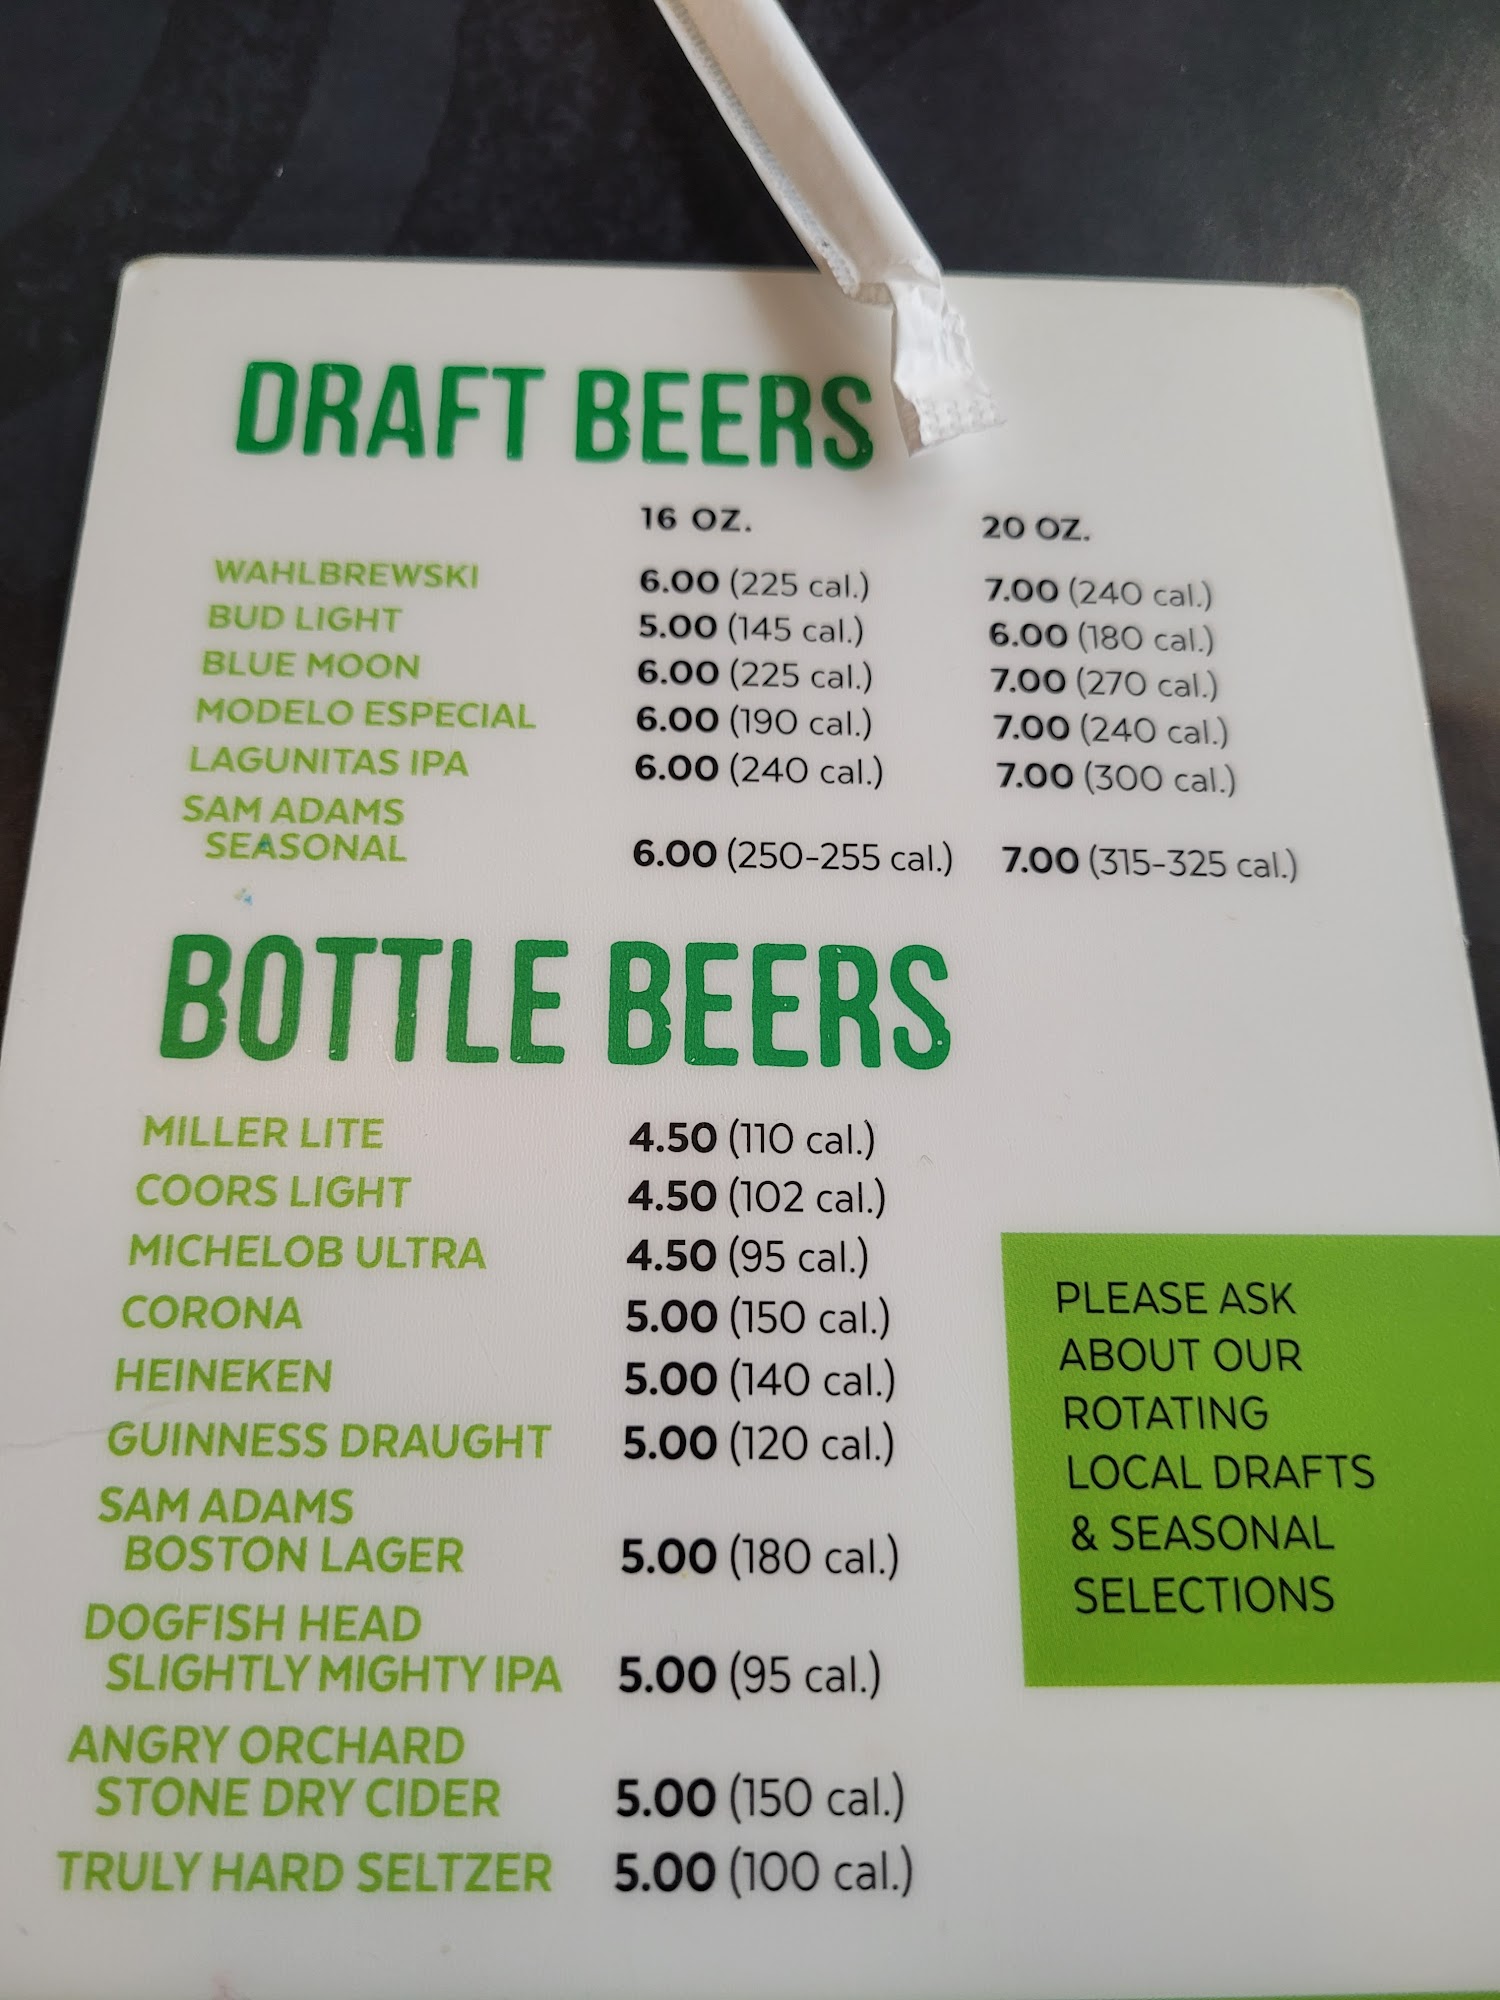 DRAFT BEERS
16 OZ. 20 OZ.
WAHLBREWSKI 6.00 (225 cal.) 7.00 (240 cal.)
BUD LIGHT 5.00 (145 cal.) 6.00 (180 cal.)
BLUE MOON 6.00 (225 cal.) 7.00 (270 cal.)
MODELO ESPECIAL 6.00 (190 cal.) 7.00 (240 cal.)
LAGUNITAS IPA 6.00 (240 cal.) 7.00 (300 cal.)
SAM ADAMS
SEASONAL 6.00 (250-255 cal.) 7.00 (315-325 cal.)
BOTTLE BEERS
MILLER LITE 4.50 (110 cal.)
COORS LIGHT 4.50 (102 cal.)
MICHELOB ULTRA 4.50 (95 cal.)
CORONA 5.00 (150 cal.)
HEINEKEN 5.00 (140 cal.)
GUINNESS DRAUGHT 5.00 (120 cal.)
SAM ADAMS
BOSTON LAGER 5.00 (180 cal.)
DOGFISH HEAD
SLIGHTLY MIGHTY IPA 5.00 (95 cal.)
ANGRY ORCHARD
STONE DRY CIDER 5.00 (150 cal.)
TRULY HARD SELTZER 5.00 (100 cal.)
PLEASE ASK
ABOUT OUR
ROTATING
LOCAL DRAFTS
& SEASONAL
SELECTIONS